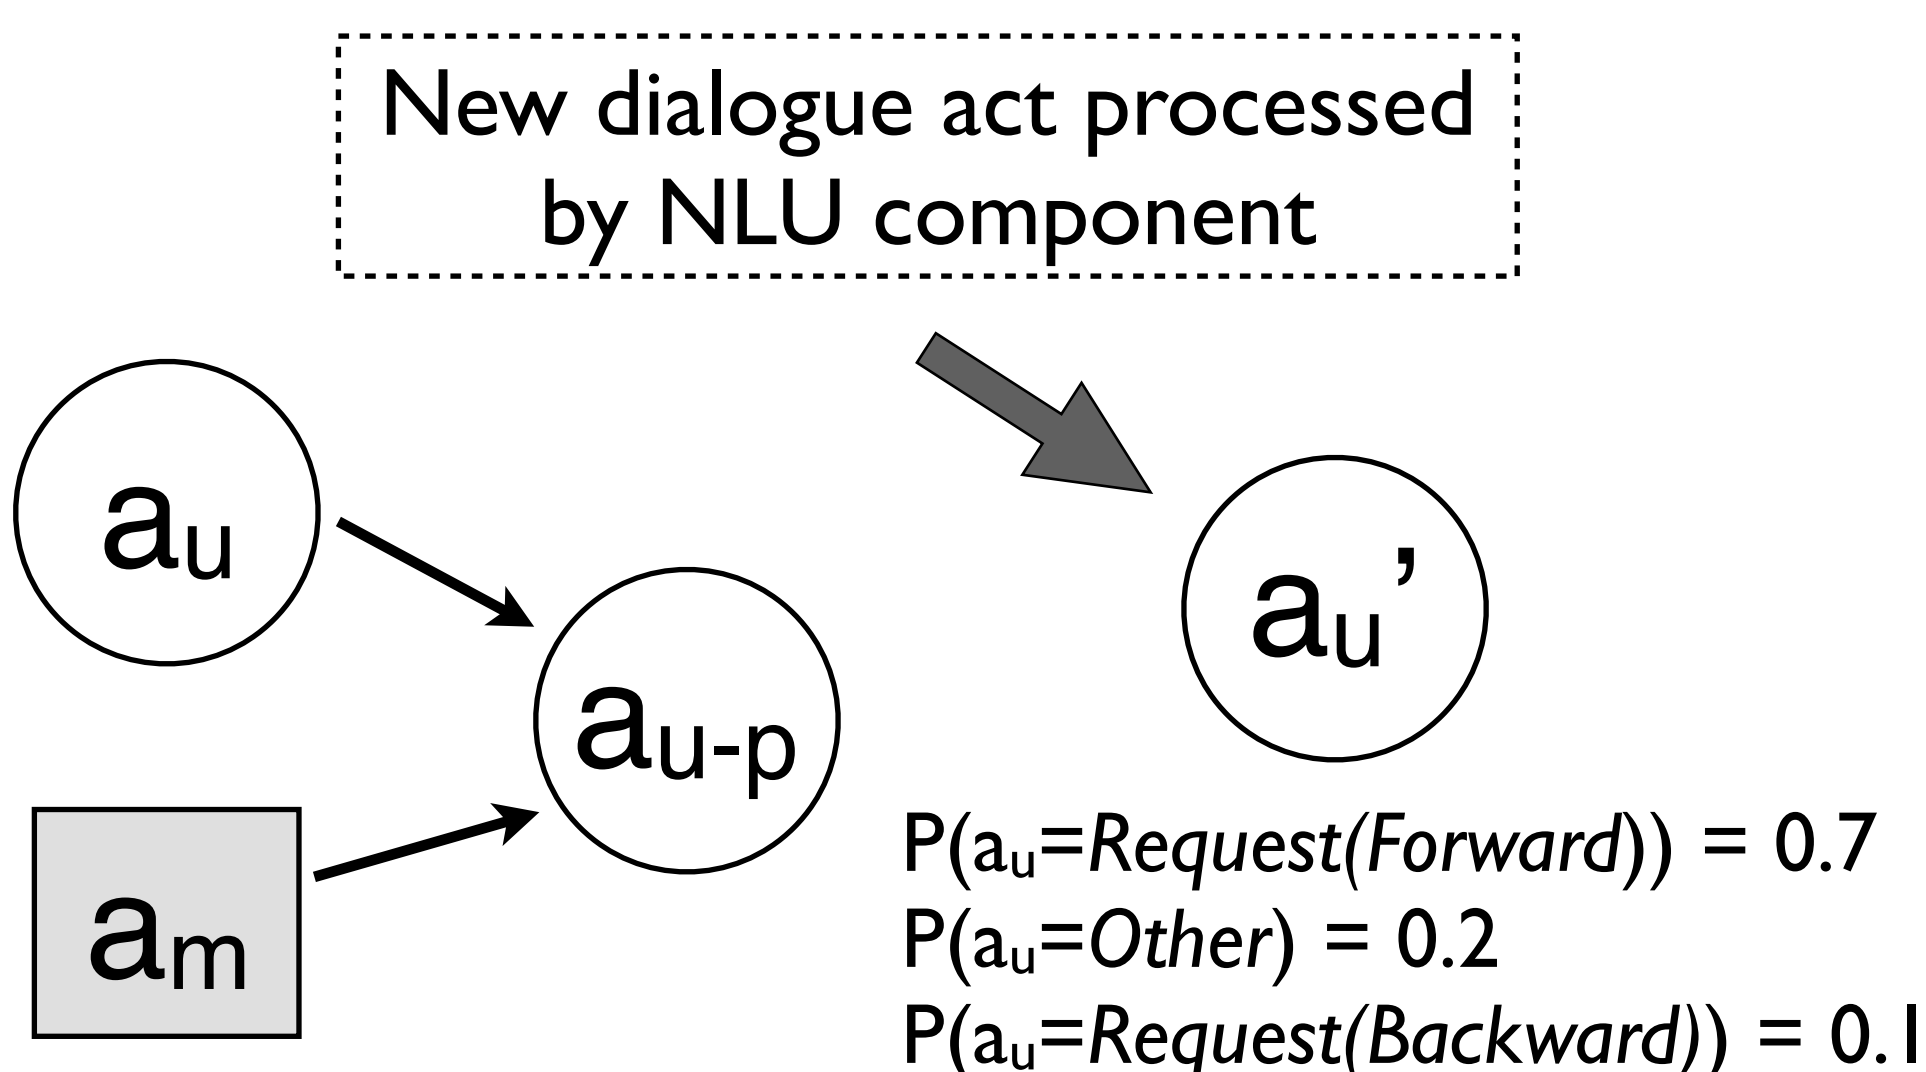 New dialogue act processed
by NLU component
au
au'
au-p
am
P(au=Request(Forward)) = 0.7
P(au=Other) = 0.2
P(au=Request(Backward)) = 0.1